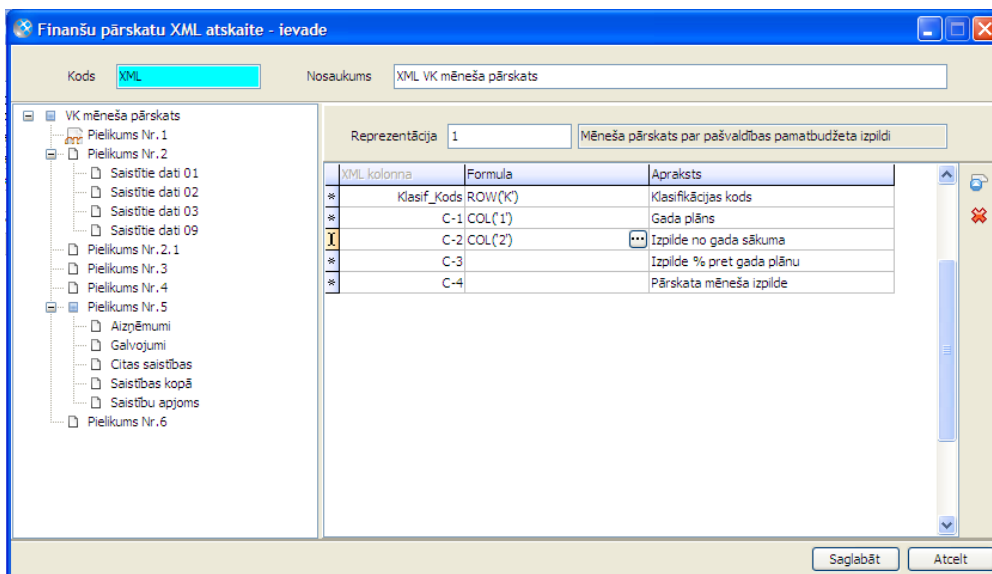 Finanšu pārskatu XML atskaite - ievade
Kods XML Nosaukums XML VK mēneša pārskats
VK mēneša pārskats
Pielikums Nr.1
Pielikums Nr.2
Saistītie dati 01
Saistītie dati 02
Saistītie dati 03
Saistītie dati 09
Pielikums Nr.2.1
Pielikums Nr.3
Pielikums Nr.4
Pielikums Nr.5
Aizņēmumi
Galvojumi
Citas saistības
Saistības kopā
Saistību apjoms
Pielikums Nr.6
Reprezentācija 1 Mēneša pārskats par pašvaldības pamatbudžeta izpildi
XML kolonna Formula Apraksts
Klasif_Kods ROW('K') Klasifikācijas kods
C-1 COL('1') Gada plāns
C-2 COL('2') Izpilde no gada sākuma
C-3 Izpilde % pret gada plānu
C-4 Pārskata mēneša izpilde
Saglabāt Atcelt